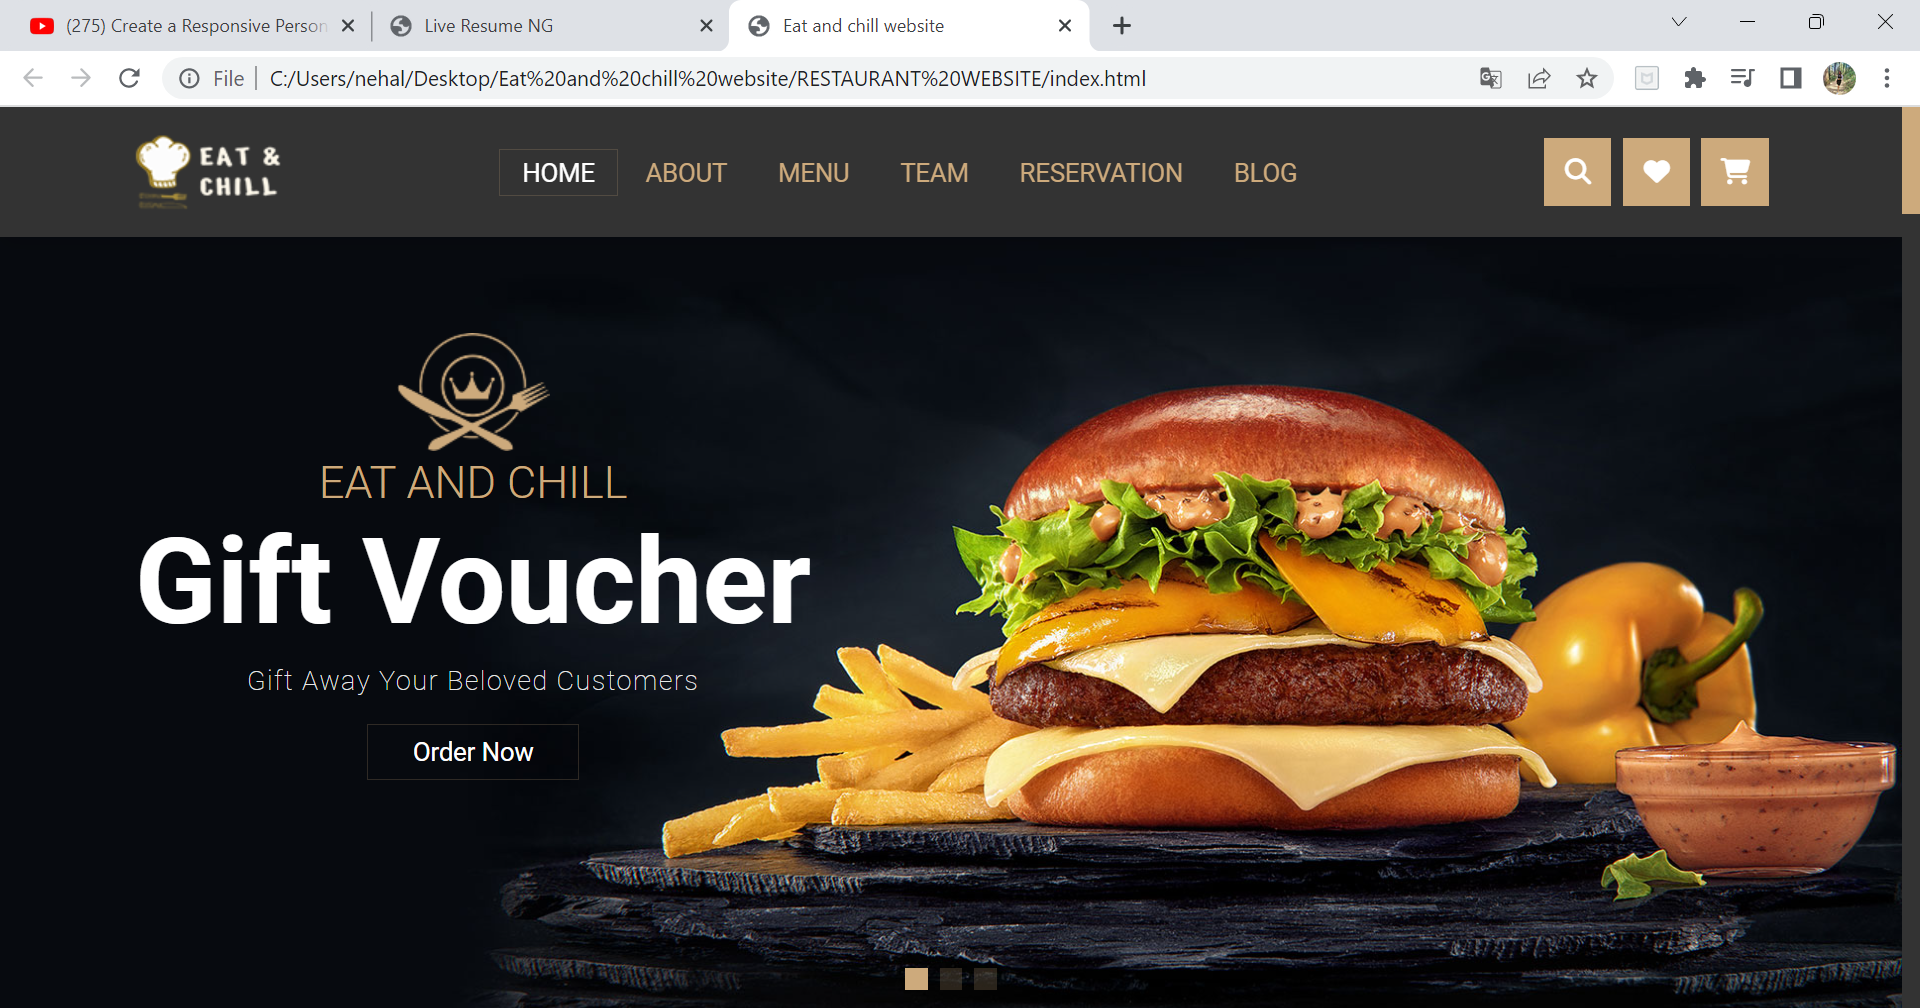 (275) Create a Responsive Person
Live Resume NG
Eat and chill website
File
C:/Users/nehal/Desktop/Eat%20and%20chill%20website/RESTAURANT%20WEBSITE/index.html
EAT &
CHILL
HOME
ABOUT
MENU
TEAM
RESERVATION
BLOG
EAT AND CHILL
Gift Voucher
Gift Away Your Beloved Customers
Order Now